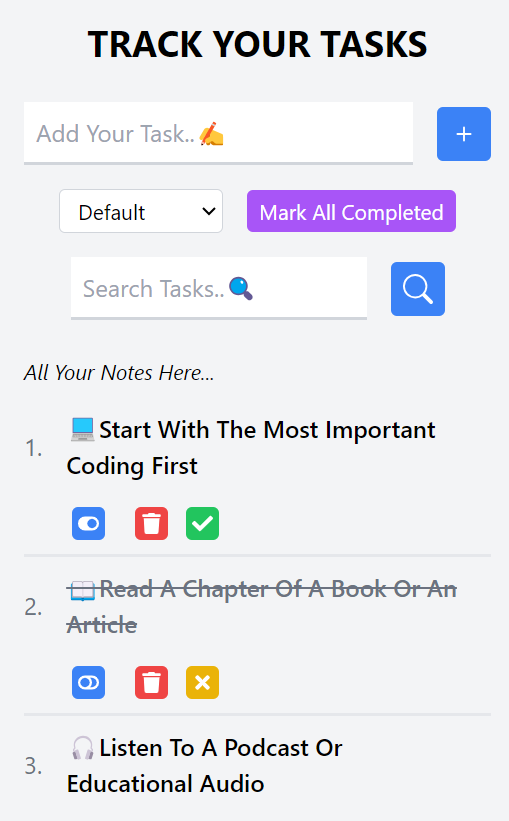 TRACK YOUR TASKS
Add Your Task..✍️
+
Default
Mark All Completed
Search Tasks..🔍
All Your Notes Here...
1.
💻Start With The Most Important
Coding First
2.
📖Read A Chapter Of A Book Or An
Article
3.
🎧Listen To A Podcast Or
Educational Audio